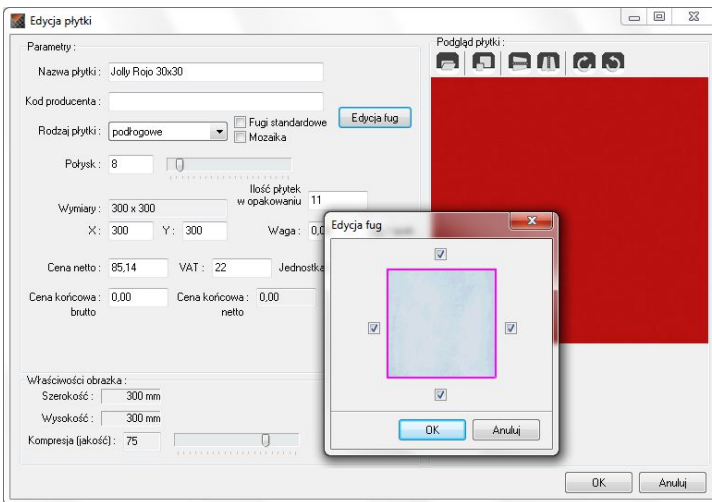 Edycja płytki
Parametry :
Nazwa płytki : Jolly Rojo 30x30
Kod producenta :
Rodzaj płytki : podłogowe
Fugi standardowe
Mozaika
Edycja fug
Połysk : 8
Ilość płytek
w opakowaniu 11
Wymiary : 300 x 300
X : 300 Y : 300 Waga :
Cena netto : 85,14 VAT : 22 Jednostka
Cena końcowa : 0,00 Cena końcowa : 0,00
brutto netto
Właściwości obrazka :
Szerokość : 300 mm
Wysokość : 300 mm
Kompresja (jakość) : 75
Podgląd płytki :
Edycja fug
OK Anuluj
OK Anuluj